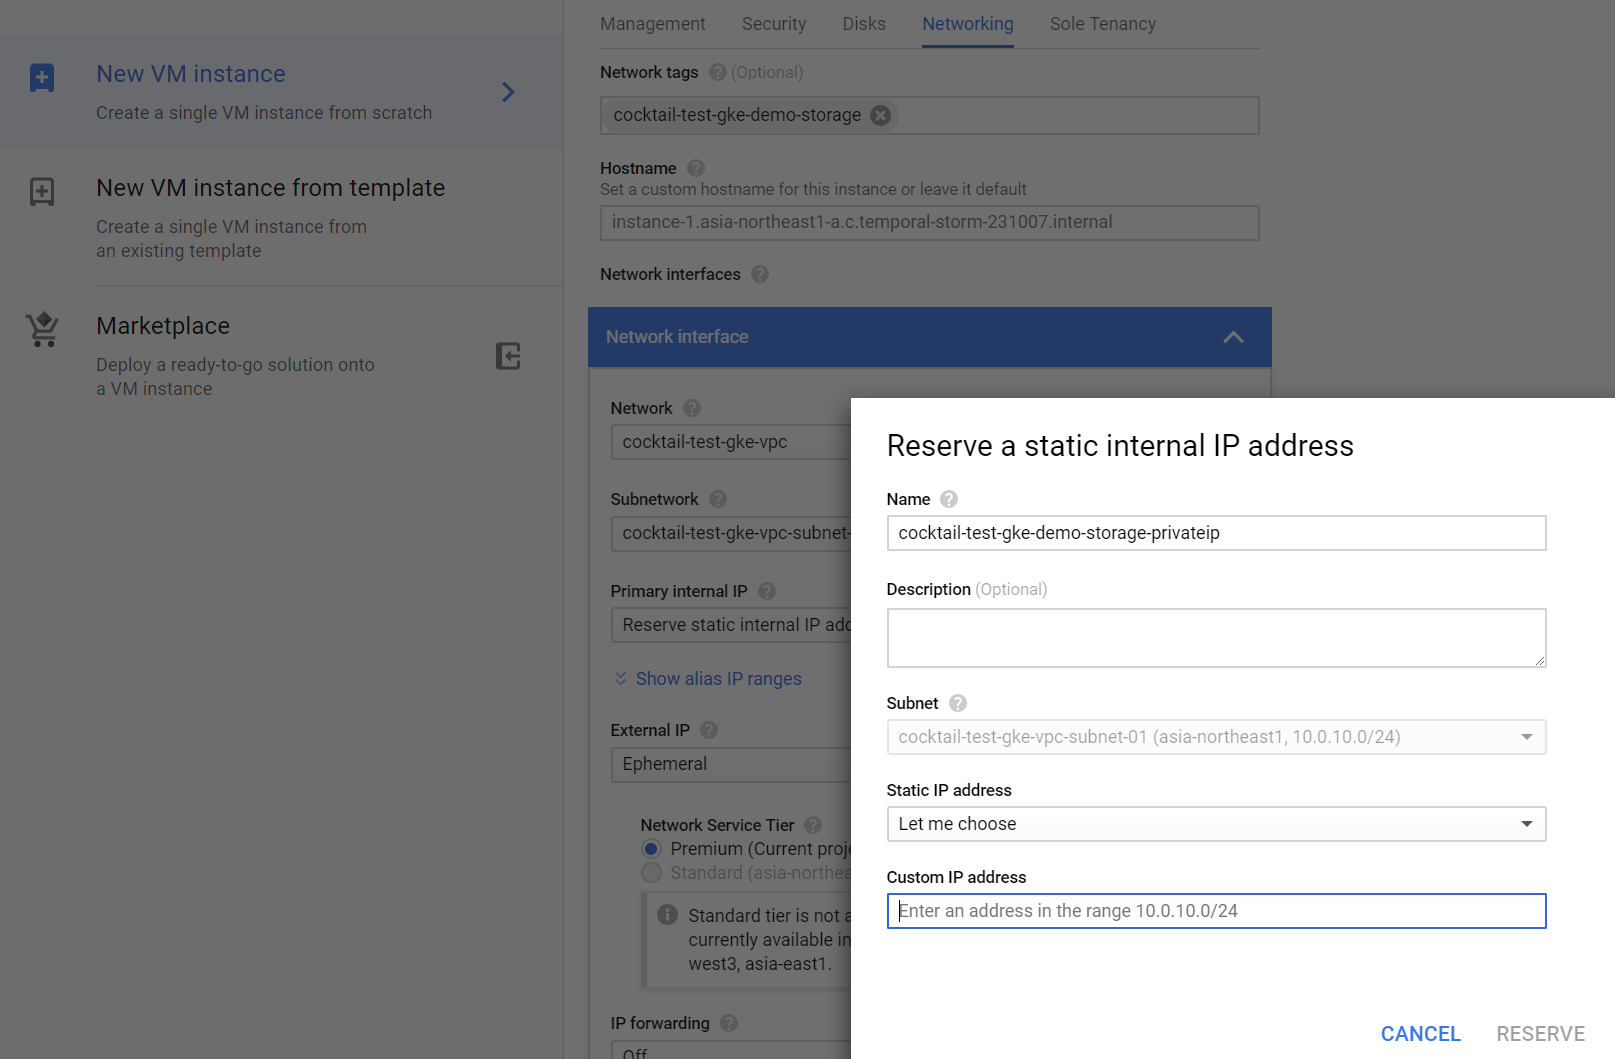 New VM instance
Create a single VM instance from scratch
New VM instance from template
Create a single VM instance from
an existing template
Marketplace
Deploy a ready-to-go solution onto
a VM instance
Management Security Disks Networking Sole Tenancy
Network tags ? (Optional)
cocktail-test-gke-demo-storage
Hostname ?
Set a custom hostname for this instance or leave it default
instance-1.asia-northeast1-a.c.temporal-storm-231007.internal
Network interfaces ?
Network interface
Network ?
cocktail-test-gke-vpc
Subnetwork ?
cocktail-test-gke-vpc-subnet-
Primary internal IP ?
Reserve static internal IP add
Show alias IP ranges
External IP ?
Ephemeral
Network Service Tier ?
Premium (Current proje
Standard (asia-northea
Standard tier is not a
currently available in
west3, asia-east1.
IP forwarding ?
Off
Reserve a static internal IP address
Name ?
cocktail-test-gke-demo-storage-privateip
Description (Optional)
Subnet ?
cocktail-test-gke-vpc-subnet-01 (asia-northeast1, 10.0.10.0/24)
Static IP address
Let me choose
Custom IP address
Enter an address in the range 10.0.10.0/24
CANCEL RESERVE